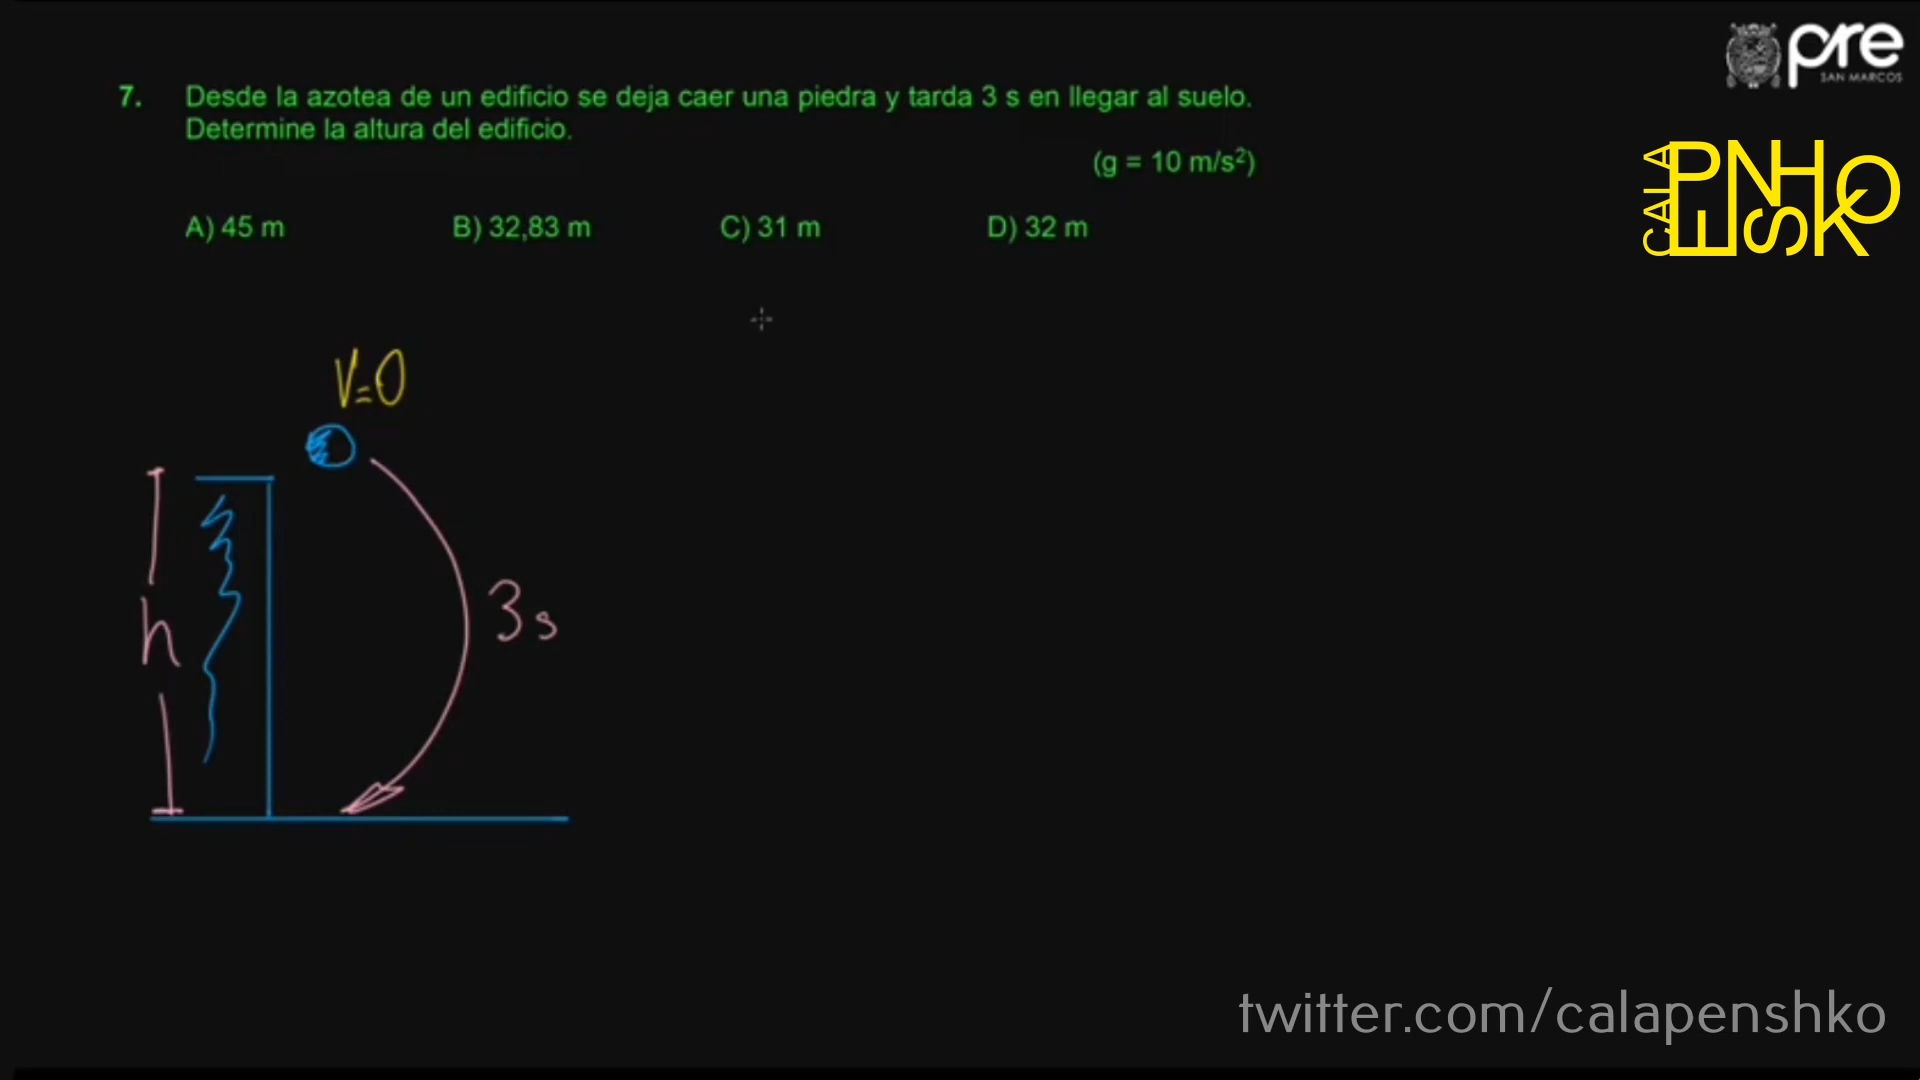 pre
SAN MARCOS
7. Desde la azotea de un edificio se deja caer una piedra y tarda 3 s en llegar al suelo.
Determine la altura del edificio.
(g = 10 m/s²)
A) 45 m B) 32,83 m C) 31 m D) 32 m
CALA
PENSHKO
V=0
h
3s
twitter.com/calapenshko